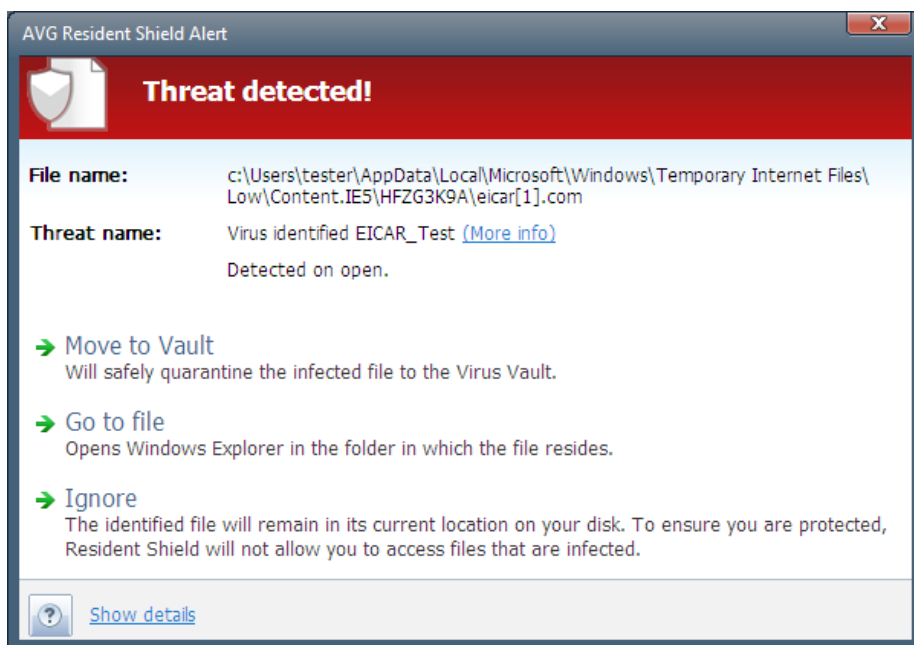 AVG Resident Shield Alert
X
Threat detected!
File name: c:\Users\tester\AppData\Local\Microsoft\Windows\Temporary Internet Files\
Low\Content.IE5\HFZG3K9A\eicar[1].com
Threat name: Virus identified EICAR_Test (More info)
Detected on open.
Move to Vault
Will safely quarantine the infected file to the Virus Vault.
Go to file
Opens Windows Explorer in the folder in which the file resides.
Ignore
The identified file will remain in its current location on your disk. To ensure you are protected,
Resident Shield will not allow you to access files that are infected.
? Show details